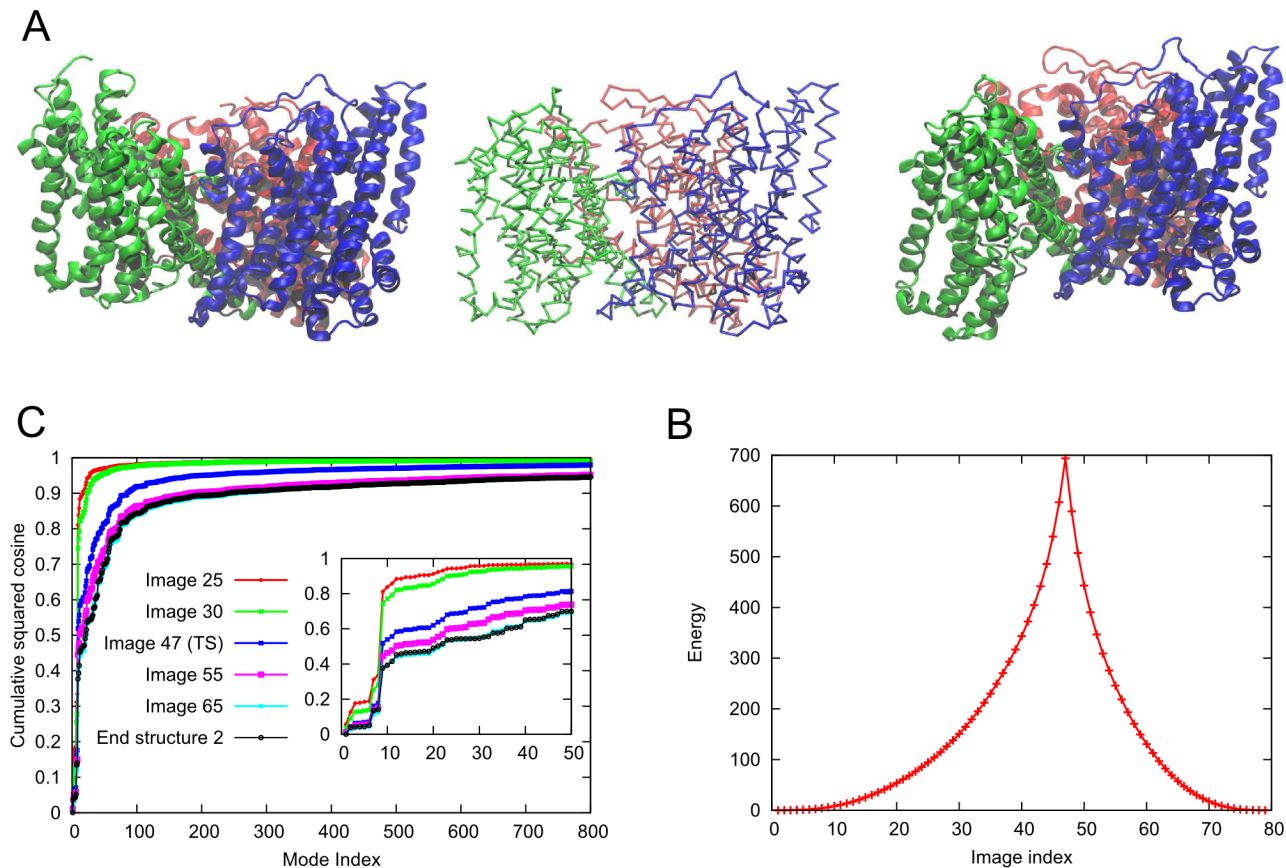 A
C
Cumulative squared cosine
1
0.9
0.8
0.7
0.6
0.5
0.4
0.3
0.2
0.1
0
0 100 200 300 400 500 600 700 800
Mode Index
Image 25
Image 30
Image 47 (TS)
Image 55
Image 65
End structure 2
1
0.8
0.6
0.4
0.2
0
0 10 20 30 40 50
B
Energy
700
600
500
400
300
200
100
0
0 10 20 30 40 50 60 70 80
Image index